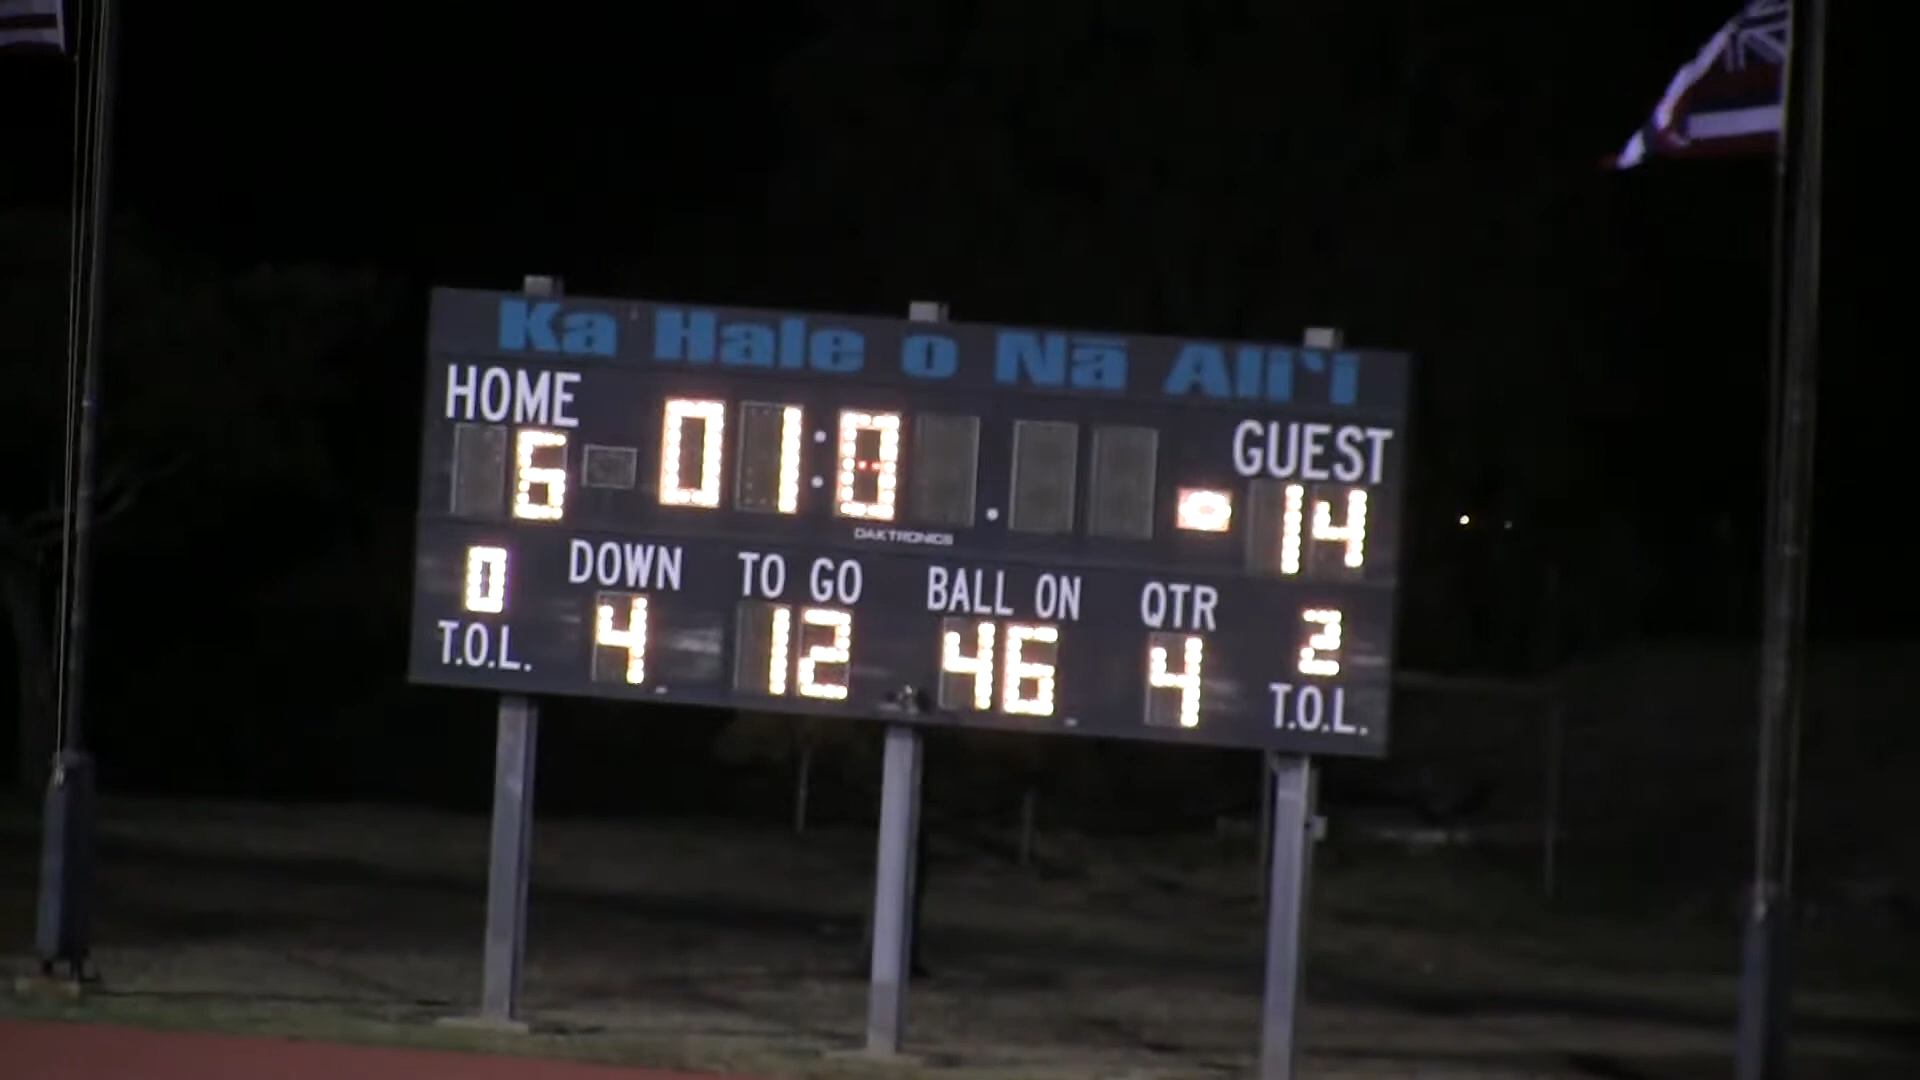 Ka Hale o Nā Ali‘i
HOME
GUEST
6
01:0
14
DAKTRONICS
DOWN
TO GO
BALL ON
QTR
0
4
12
46
4
2
T.O.L.
T.O.L.